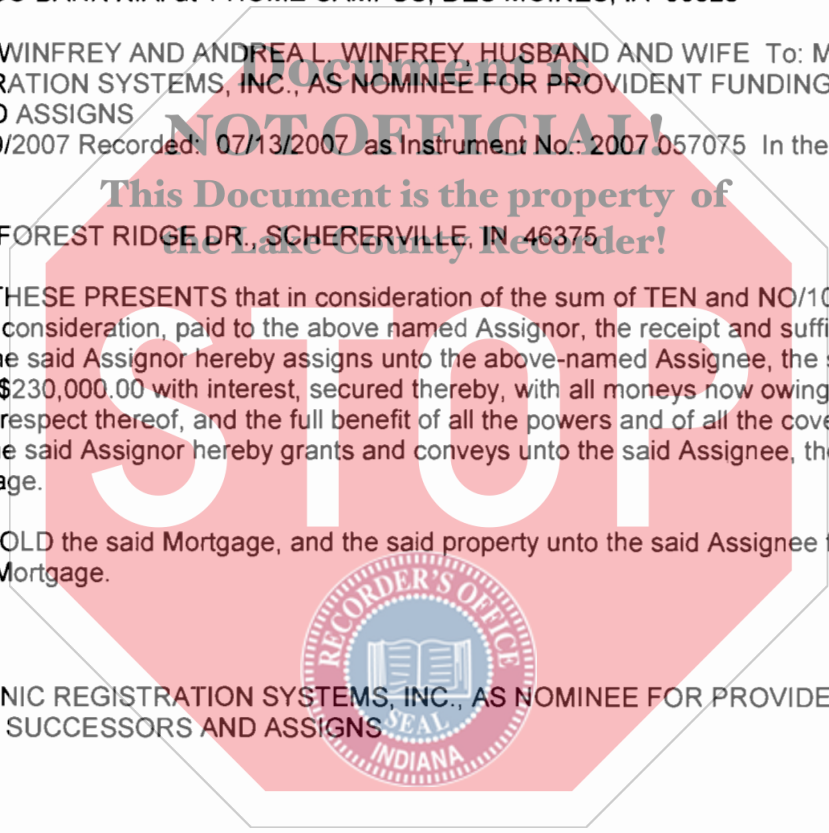 HOME CAMPUS, DES MOINES, IA
WINFREY AND ANDREA L. WINFREY, HUSBAND AND WIFE To: M
Document is
RATION SYSTEMS, INC., AS NOMINEE FOR PROVIDENT FUNDING
D ASSIGNS
NOT OFFICIAL!
/2007 Recorded: 07/13/2007 as Instrument No.: 2007 057075 In the
This Document is the property of
FOREST RIDGE DR., SCHERERVILLE, IN 46375
the Lake County Recorder!
THESE PRESENTS that in consideration of the sum of TEN and NO/10
consideration, paid to the above named Assignor, the receipt and suffi
e said Assignor hereby assigns unto the above-named Assignee, the s
$230,000.00 with interest, secured thereby, with all moneys now owing
respect thereof, and the full benefit of all the powers and of all the cove
e said Assignor hereby grants and conveys unto the said Assignee, the
age.
STOP
OLD the said Mortgage, and the said property unto the said Assignee f
Mortgage.
RECORDER'S OFFICE
NIC REGISTRATION SYSTEMS, INC., AS NOMINEE FOR PROVIDE
SUCCESSORS AND ASSIGNS
SEAL
INDIANA